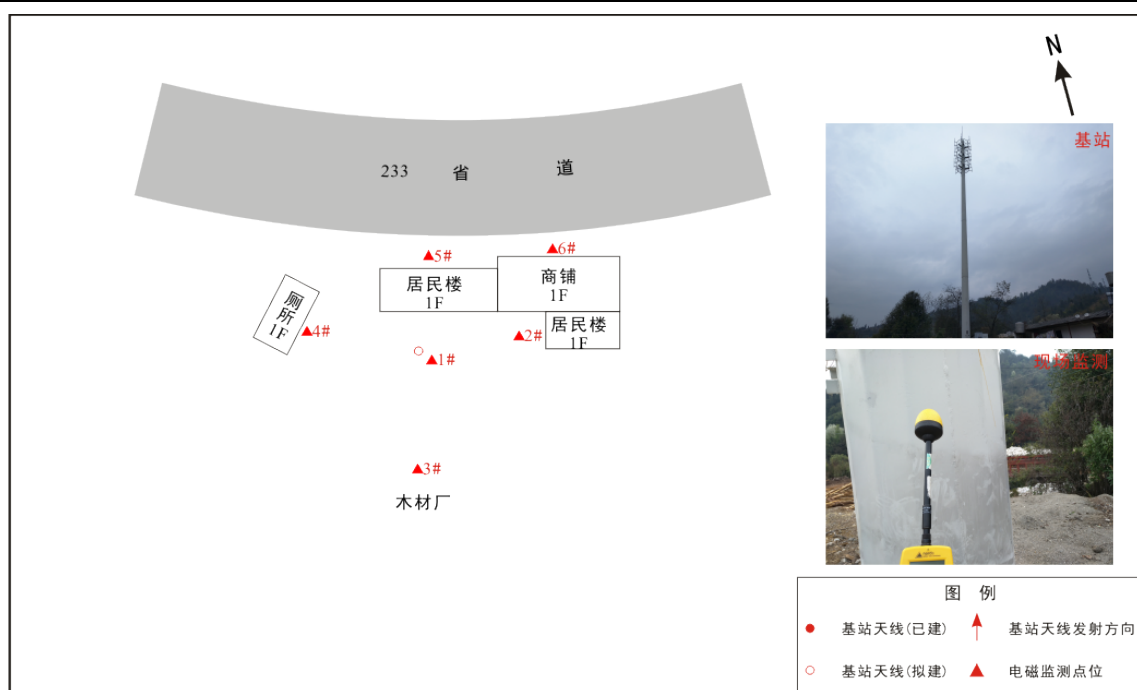 N
基站
233 省 道
▲5#
▲6#
居民楼
1F
商铺
1F
厕所
1F
▲4#
▲2#
居民楼
1F
▲1#
现场监测
▲3#
木材厂
图 例
基站天线(已建)
基站天线发射方向
基站天线(拟建)
电磁监测点位